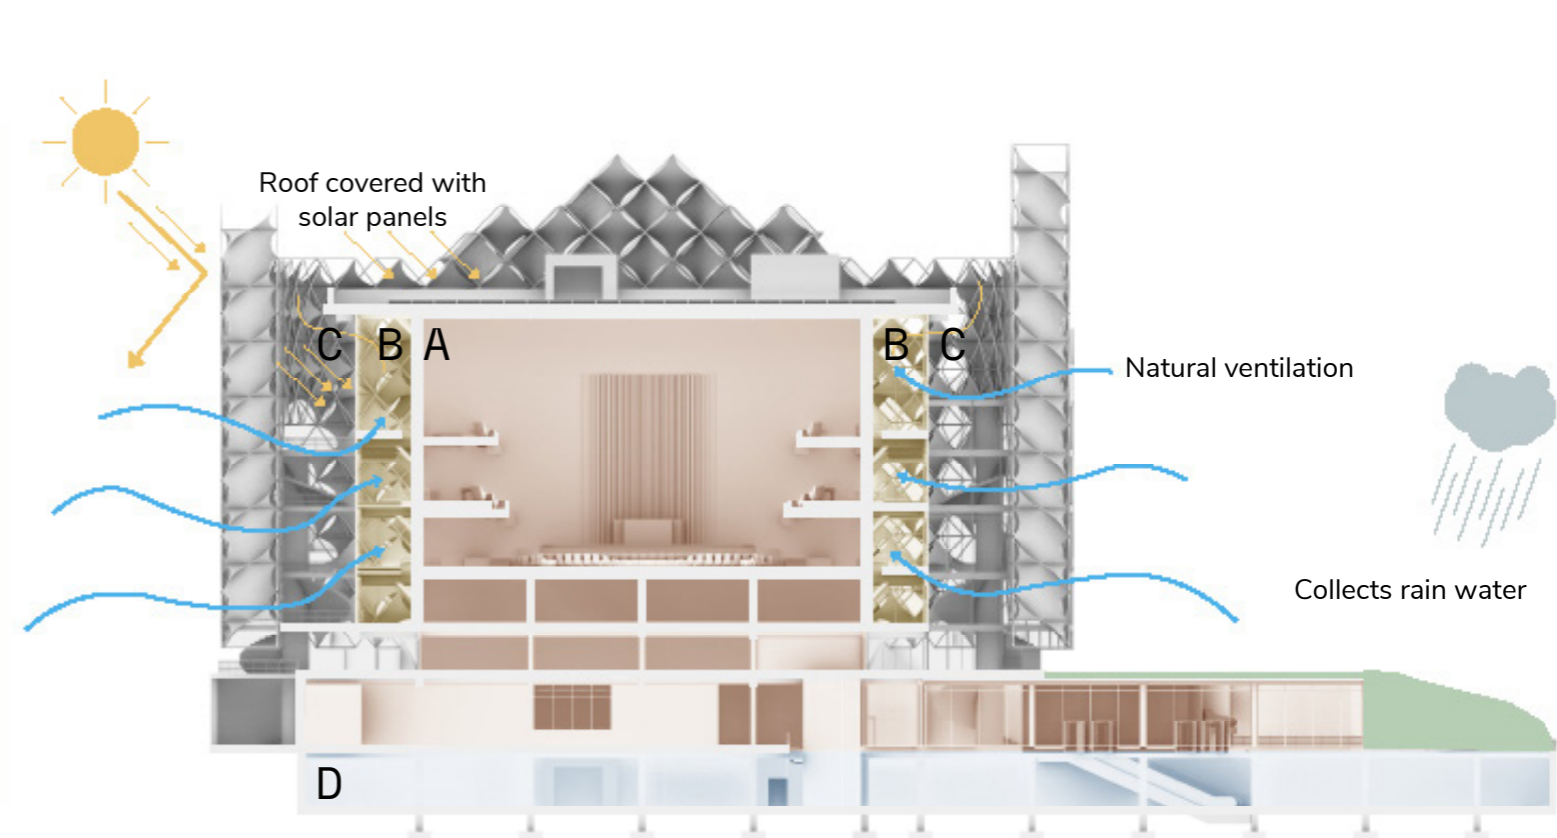 Roof covered with
solar panels
C B A B C
Natural ventilation
Collects rain water
D